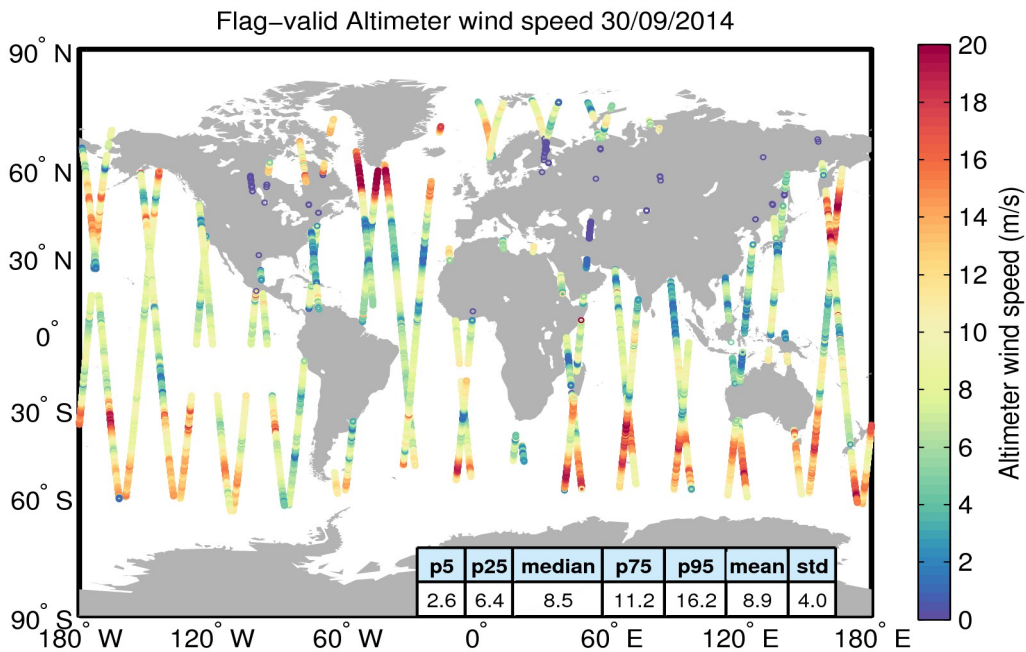 Flag−valid Altimeter wind speed 30/09/2014
90° N
60° N
30° N
0°
30° S
60° S
90° S
180° W
120° W
60° W
0°
60° E
120° E
180° E
p5 p25 median p75 p95 mean std
2.6 6.4 8.5 11.2 16.2 8.9 4.0
20
18
16
14
12
10
8
6
4
2
0
Altimeter wind speed (m/s)